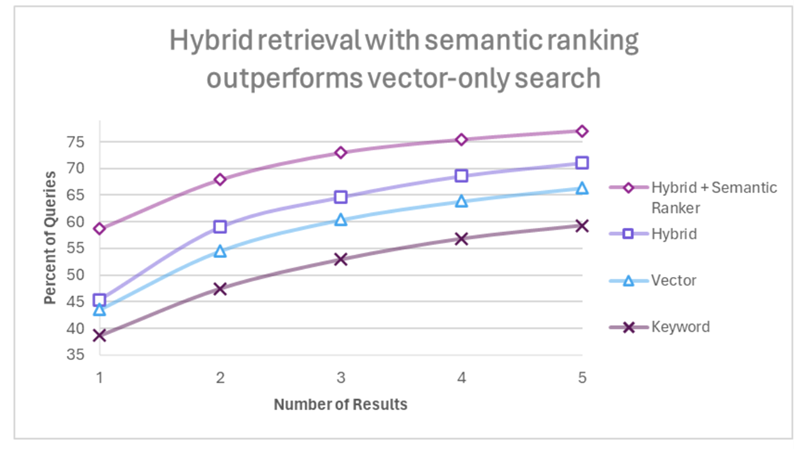 Hybrid retrieval with semantic ranking
outperforms vector-only search
Percent of Queries
75
70
65
60
55
50
45
40
35
1 2 3 4 5
Number of Results
Hybrid + Semantic
Ranker
Hybrid
Vector
Keyword